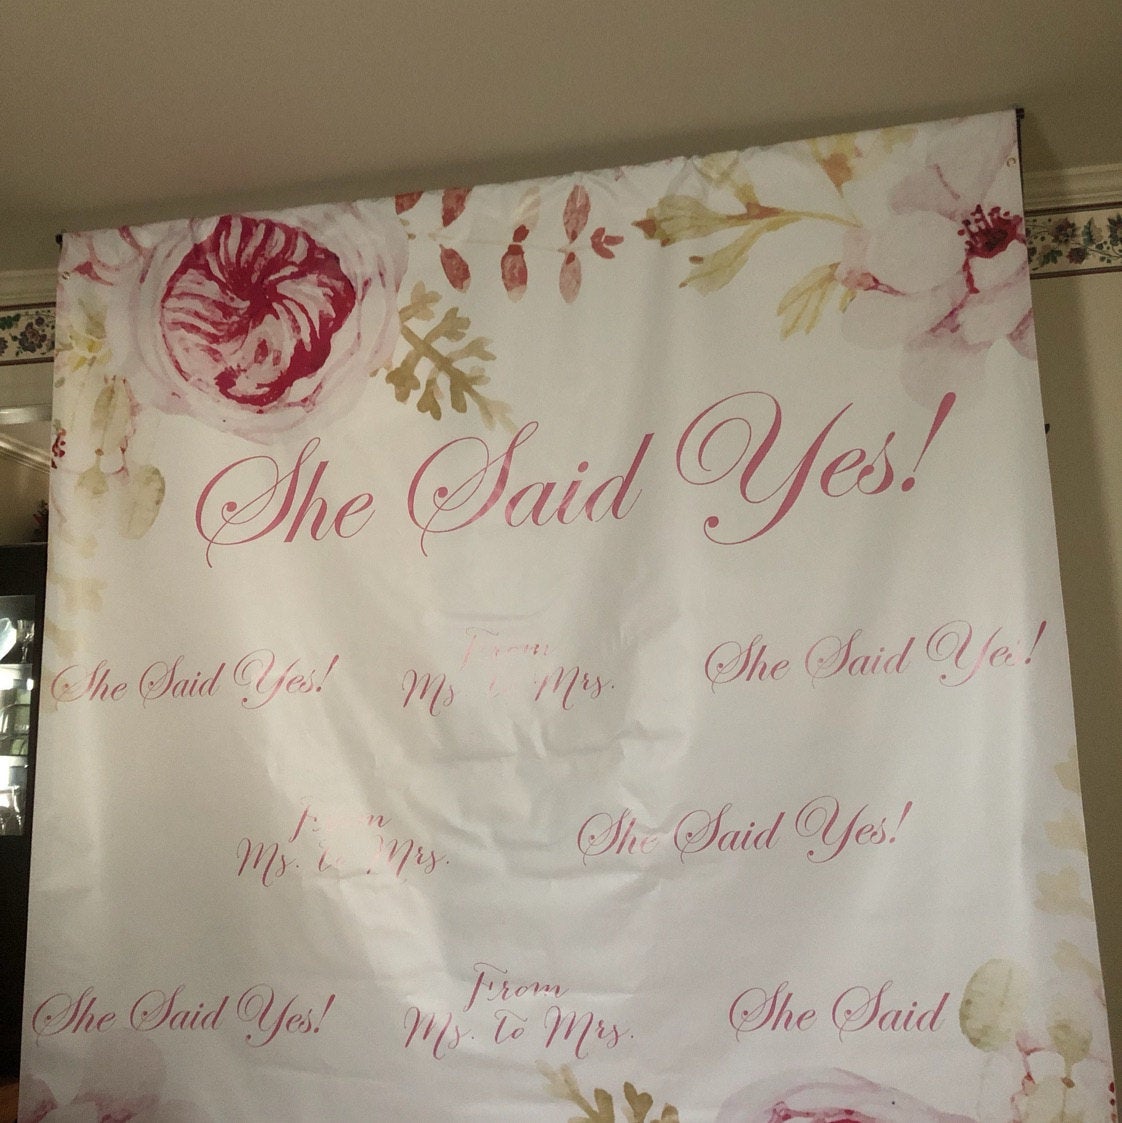 She Said Yes!
She Said Yes!
From
Ms. to Mrs.
She Said Yes!
From
Ms. to Mrs.
She Said Yes!
She Said Yes!
From
Ms. to Mrs.
She Said